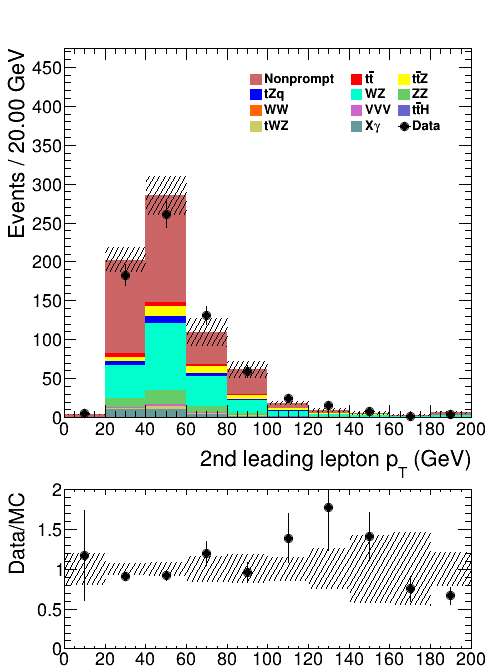 Events / 20.00 GeV
450
400
350
300
250
200
150
100
50
0
Nonprompt tt̄ tt̄Z
tZq WZ ZZ
WW VVV tt̄H
tWZ Xγ Data
0 20 40 60 80 100 120 140 160 180 200
2nd leading lepton p_T (GeV)
Data/MC
2
1.5
1
0.5
0
0 20 40 60 80 100 120 140 160 180 200